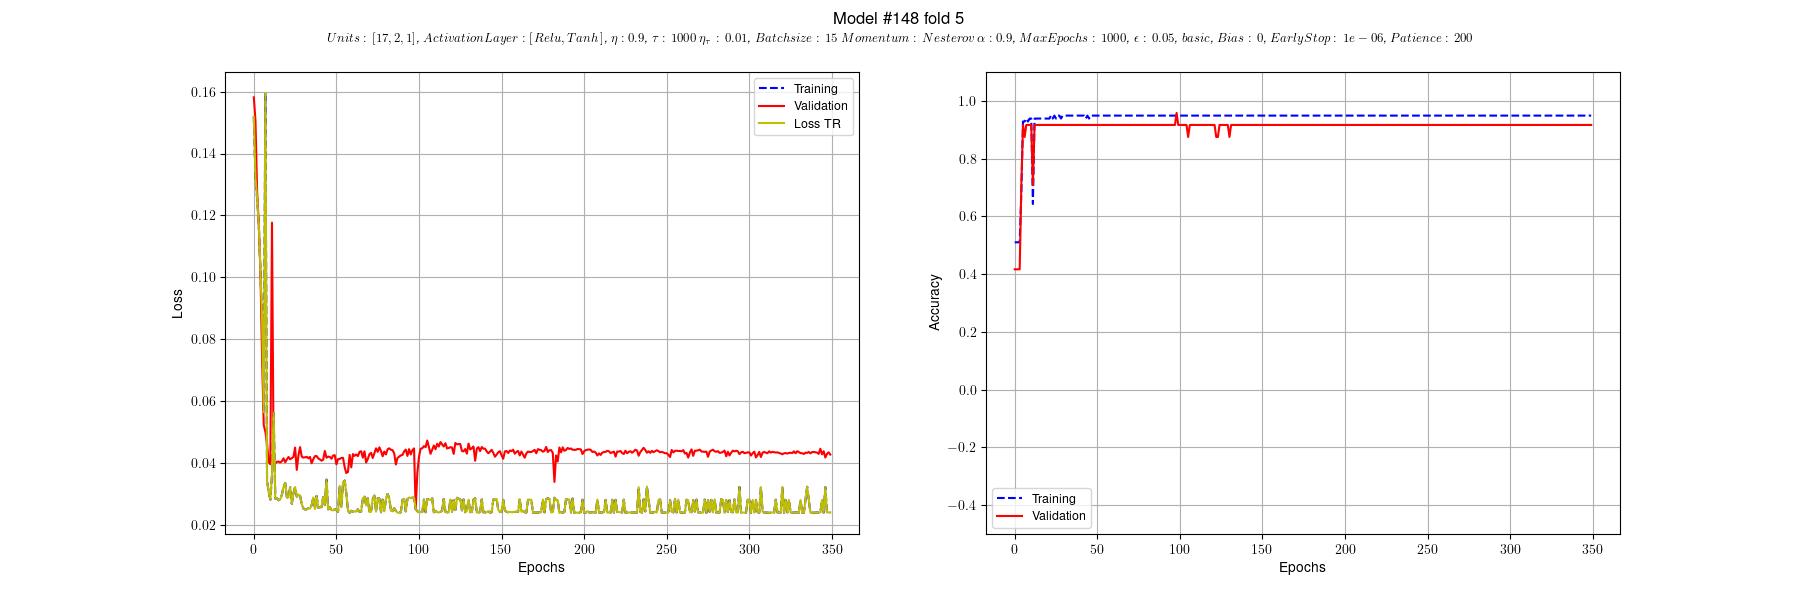 Model #148 fold 5
Units : [17, 2, 1], ActivationLayer : [Relu, Tanh], η : 0.9, τ : 1000 η_τ : 0.01, Batchsize : 15 Momentum : Nesterov α : 0.9, MaxEpochs : 1000, ϵ : 0.05, basic, Bias : 0, EarlyStop : 1e − 06, Patience : 200
Loss
0.16
0.14
0.12
0.10
0.08
0.06
0.04
0.02
Training
Validation
Loss TR
0 50 100 150 200 250 300 350
Epochs
Accuracy
1.0
0.8
0.6
0.4
0.2
0.0
−0.2
−0.4
Training
Validation
0 50 100 150 200 250 300 350
Epochs